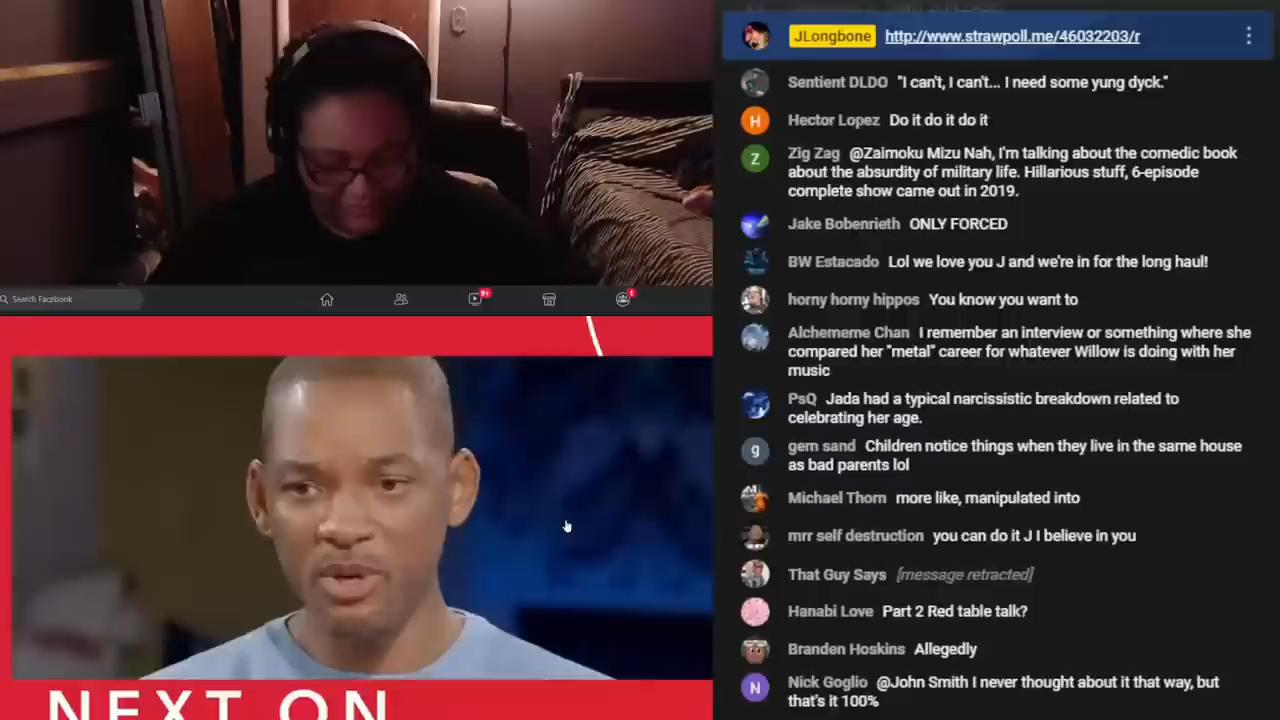 JLongbone http://www.strawpoll.me/46032203/r
Sentient DLDO "I can't, I can't... I need some yung dyck."
H
Hector Lopez Do it do it do it
Z
Zig Zag @Zaimoku Mizu Nah, I'm talking about the comedic book
about the absurdity of military life. Hillarious stuff, 6-episode
complete show came out in 2019.
Jake Bobenrieth ONLY FORCED
BW Estacado Lol we love you J and we're in for the long haul!
horny horny hippos You know you want to
Alchememe Chan I remember an interview or something where she
compared her "metal" career for whatever Willow is doing with her
music
PsQ Jada had a typical narcissistic breakdown related to
celebrating her age.
g
gem sand Children notice things when they live in the same house
as bad parents lol
Michael Thorn more like, manipulated into
mrr self destruction you can do it J I believe in you
That Guy Says [message retracted]
Hanabi Love Part 2 Red table talk?
Branden Hoskins Allegedly
N
Nick Goglio @John Smith I never thought about it that way, but
that's it 100%
Search Facebook
9+
1
NEXT ON